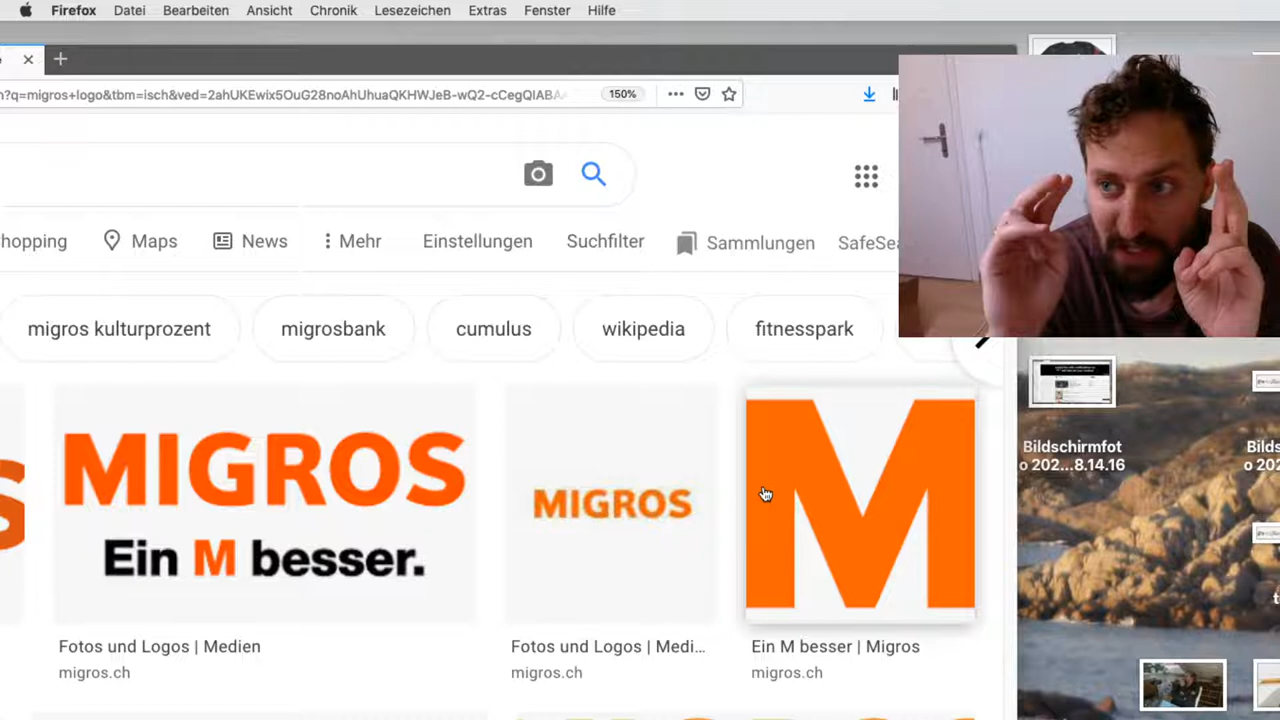 Firefox Datei Bearbeiten Ansicht Chronik Lesezeichen Extras Fenster Hilfe
?q=migros+logo&tbm=isch&ved=2ahUKEwix5OuG28noAhUhuaQKHWJeB-wQ2-cCegQIABA
150%
hopping Maps News Mehr Einstellungen Suchfilter Sammlungen SafeSea
migros kulturprozent migrosbank cumulus wikipedia fitnesspark
MIGROS
Ein M besser.
MIGROS
M
Fotos und Logos | Medien
migros.ch
Fotos und Logos | Medi...
migros.ch
Ein M besser | Migros
migros.ch
Bildschirmfot
o 202...8.14.16
Bilds
o 202